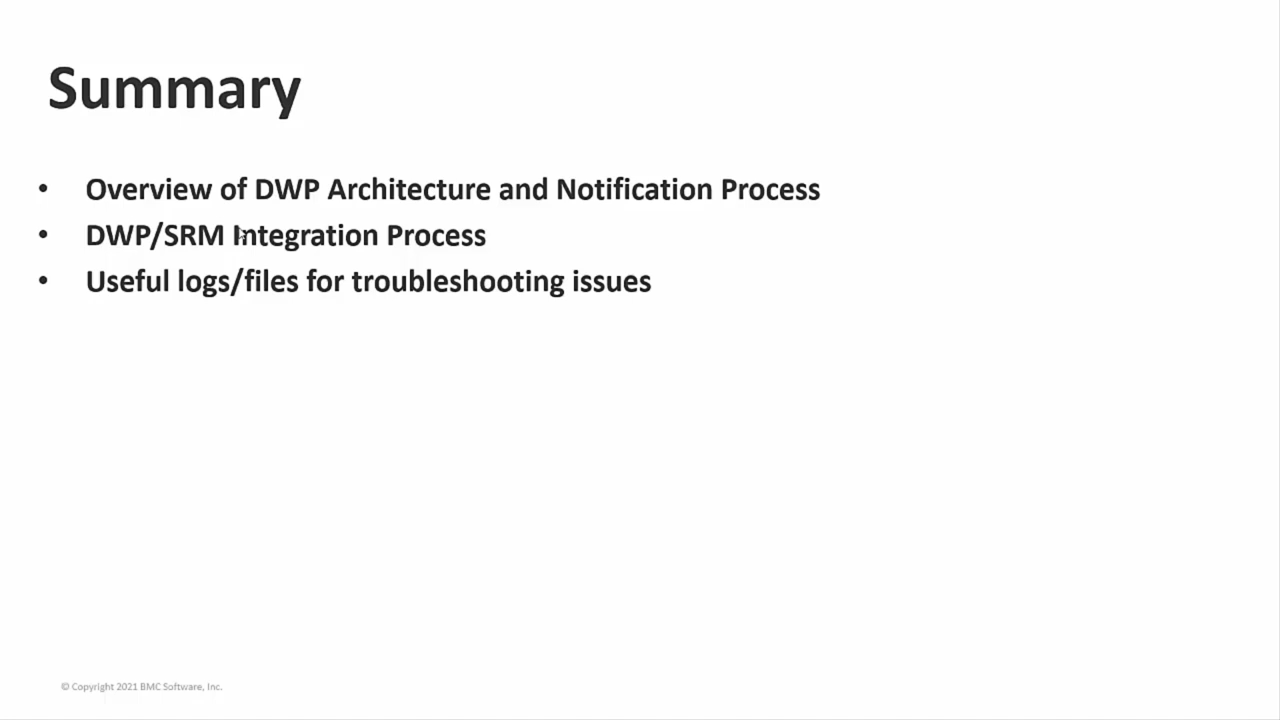 Summary
• Overview of DWP Architecture and Notification Process
• DWP/SRM Integration Process
• Useful logs/files for troubleshooting issues
© Copyright 2021 BMC Software, Inc.